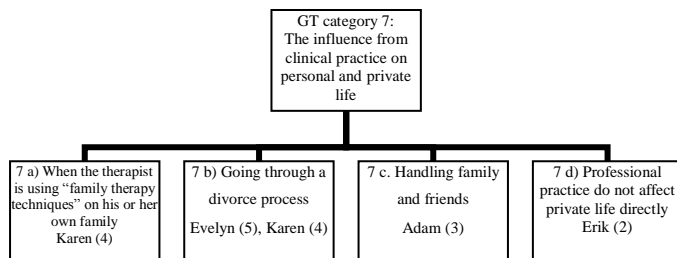 GT category 7:
The influence from
clinical practice on
personal and private
life
7 a) When the therapist
is using “family therapy
techniques” on his or her
own family
Karen (4)
7 b) Going through a
divorce process
Evelyn (5), Karen (4)
7 c. Handling family
and friends
Adam (3)
7 d) Professional
practice do not affect
private life directly
Erik (2)